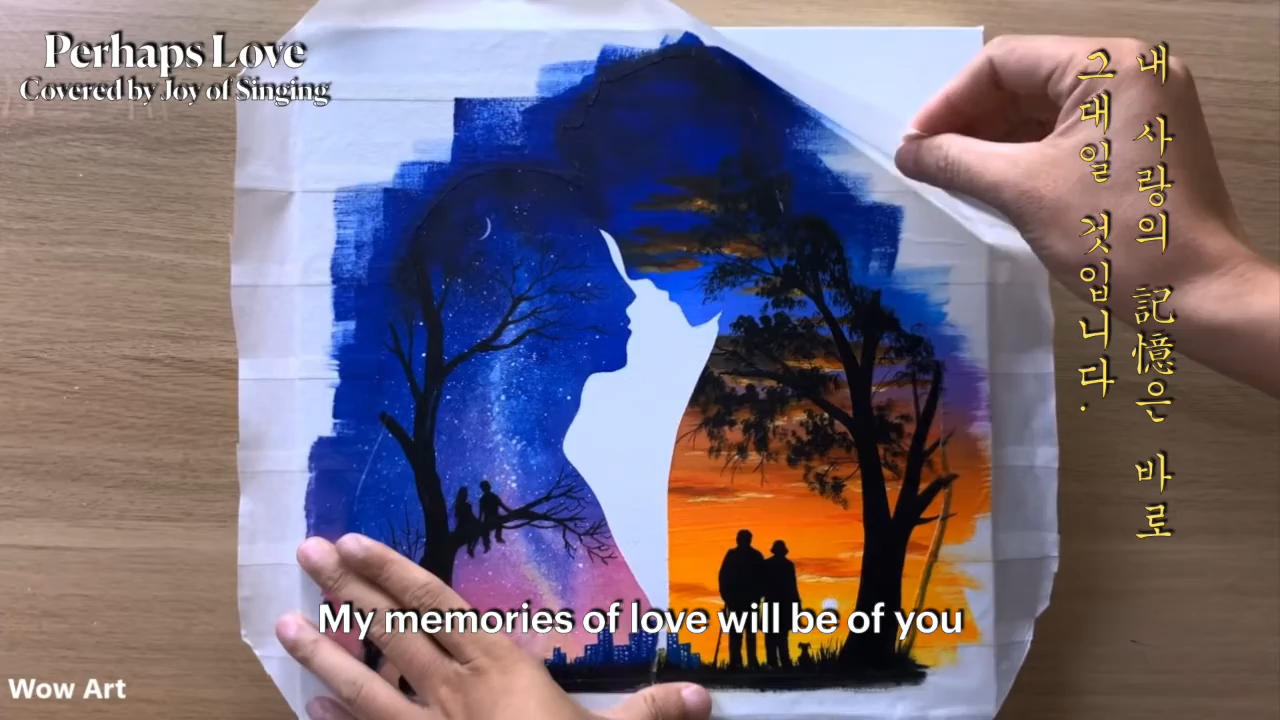 Perhaps Love
Covered by Joy of Singing
내 사랑의 記憶은 바로
그대일 것입니다.
My memories of love will be of you
Wow Art